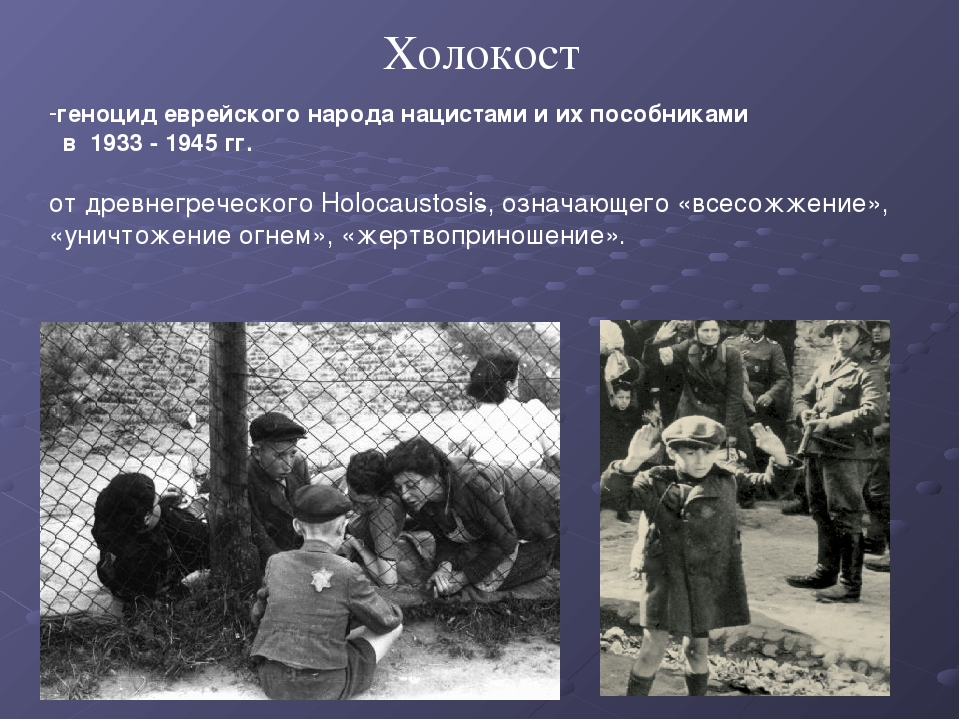 Холокост
-геноцид еврейского народа нацистами и их пособниками
в 1933 - 1945 гг.
от древнегреческого Holocaustosis, означающего «всесожжение»,
«уничтожение огнем», «жертвоприношение».